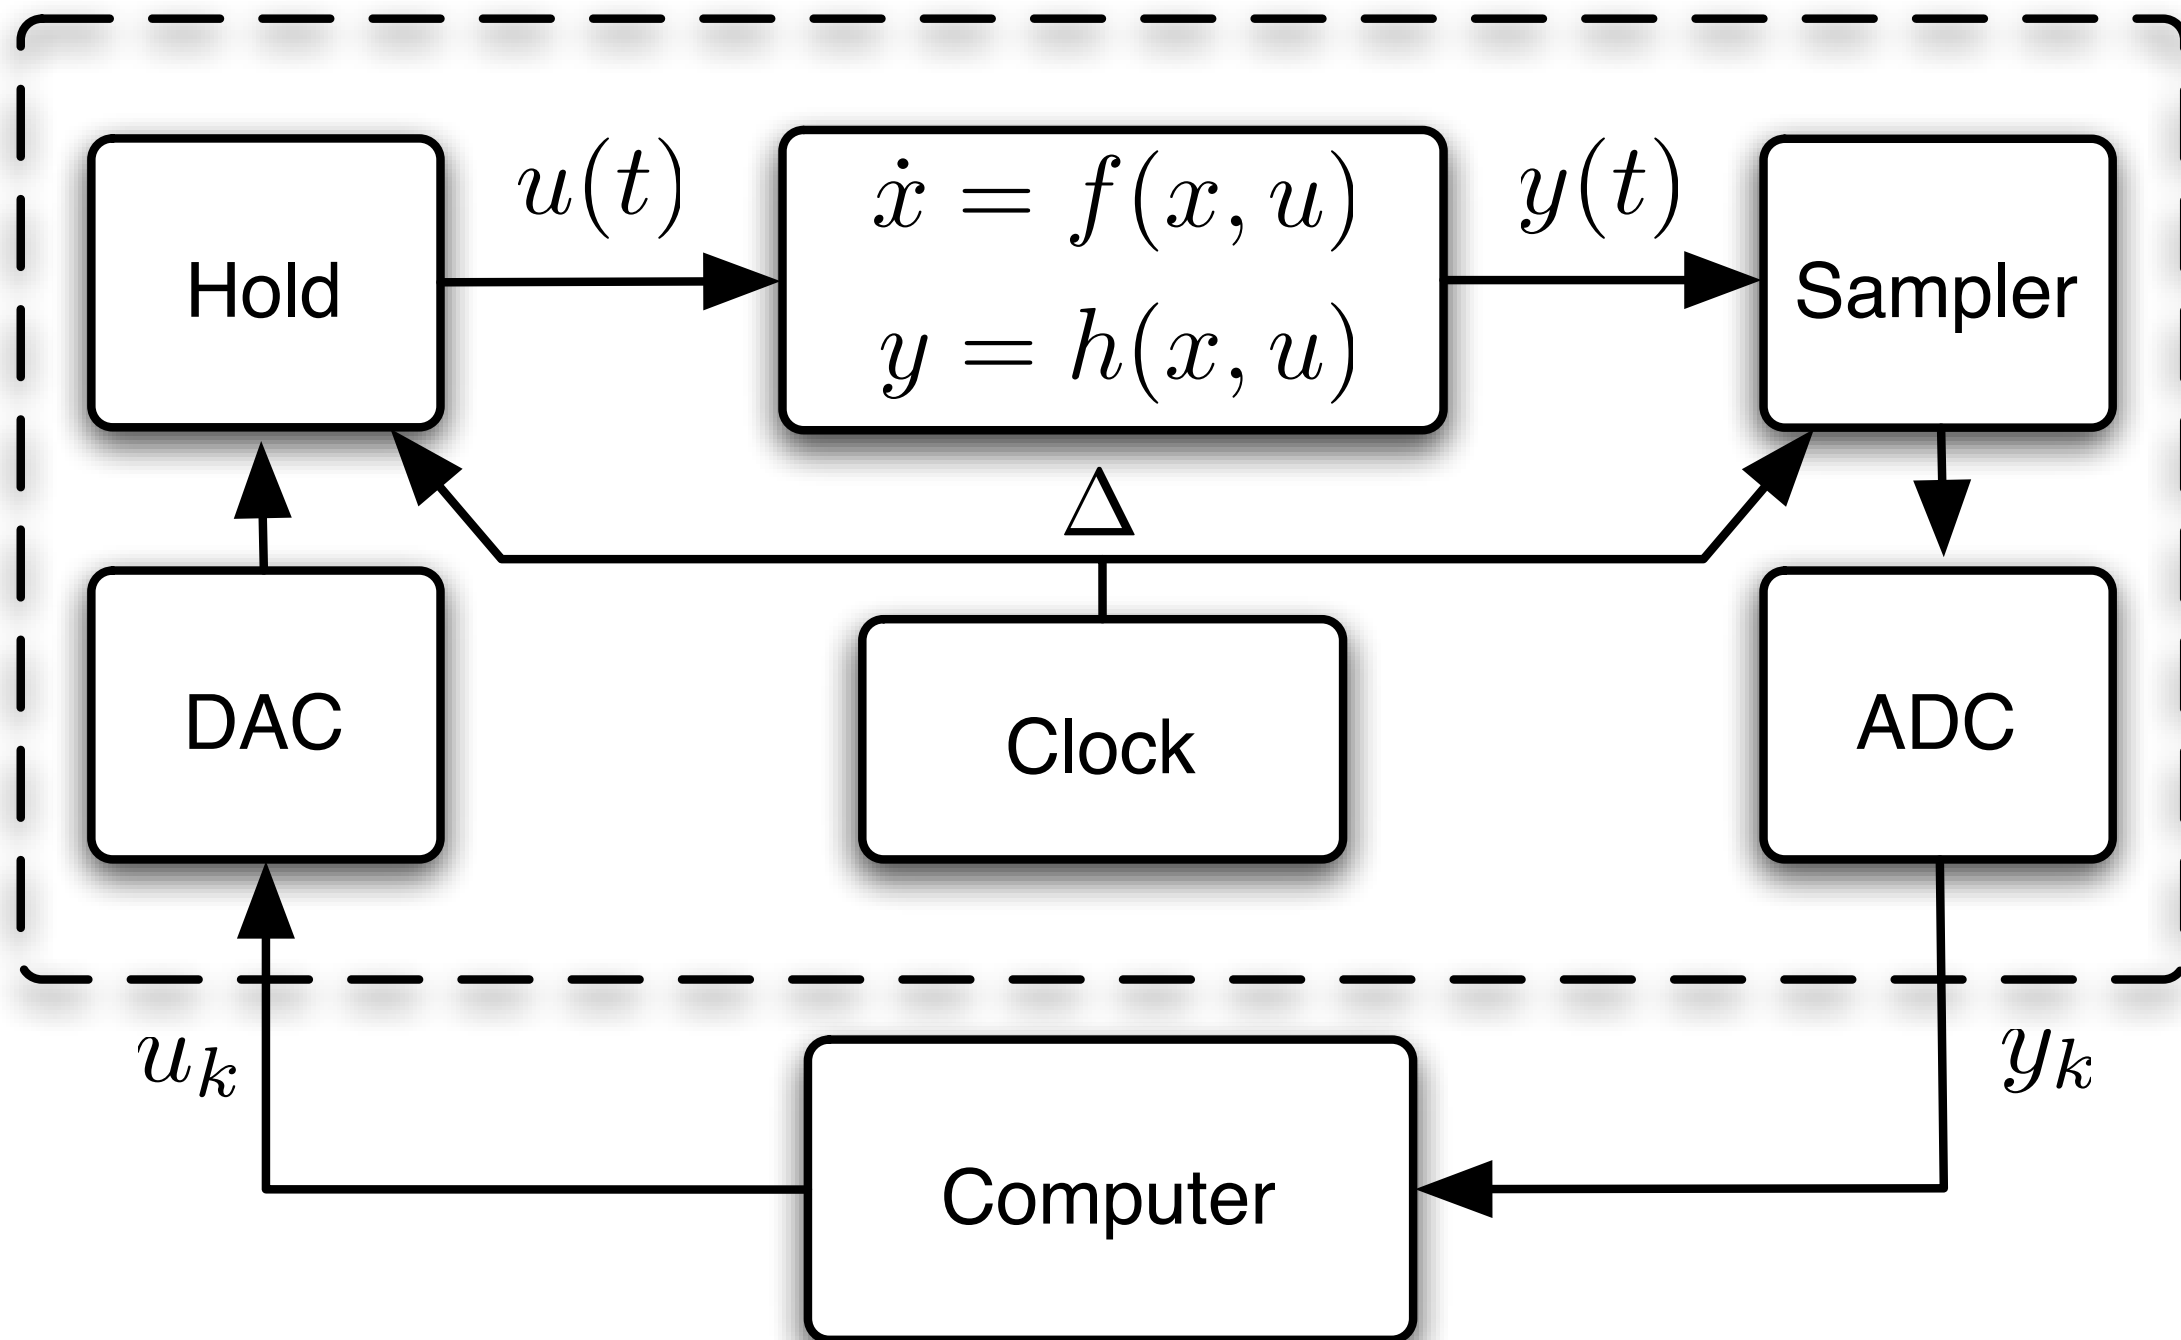 Hold
u(t)
ẋ = f(x, u)
y = h(x, u)
y(t)
Sampler
Δ
DAC
Clock
ADC
u_k
y_k
Computer